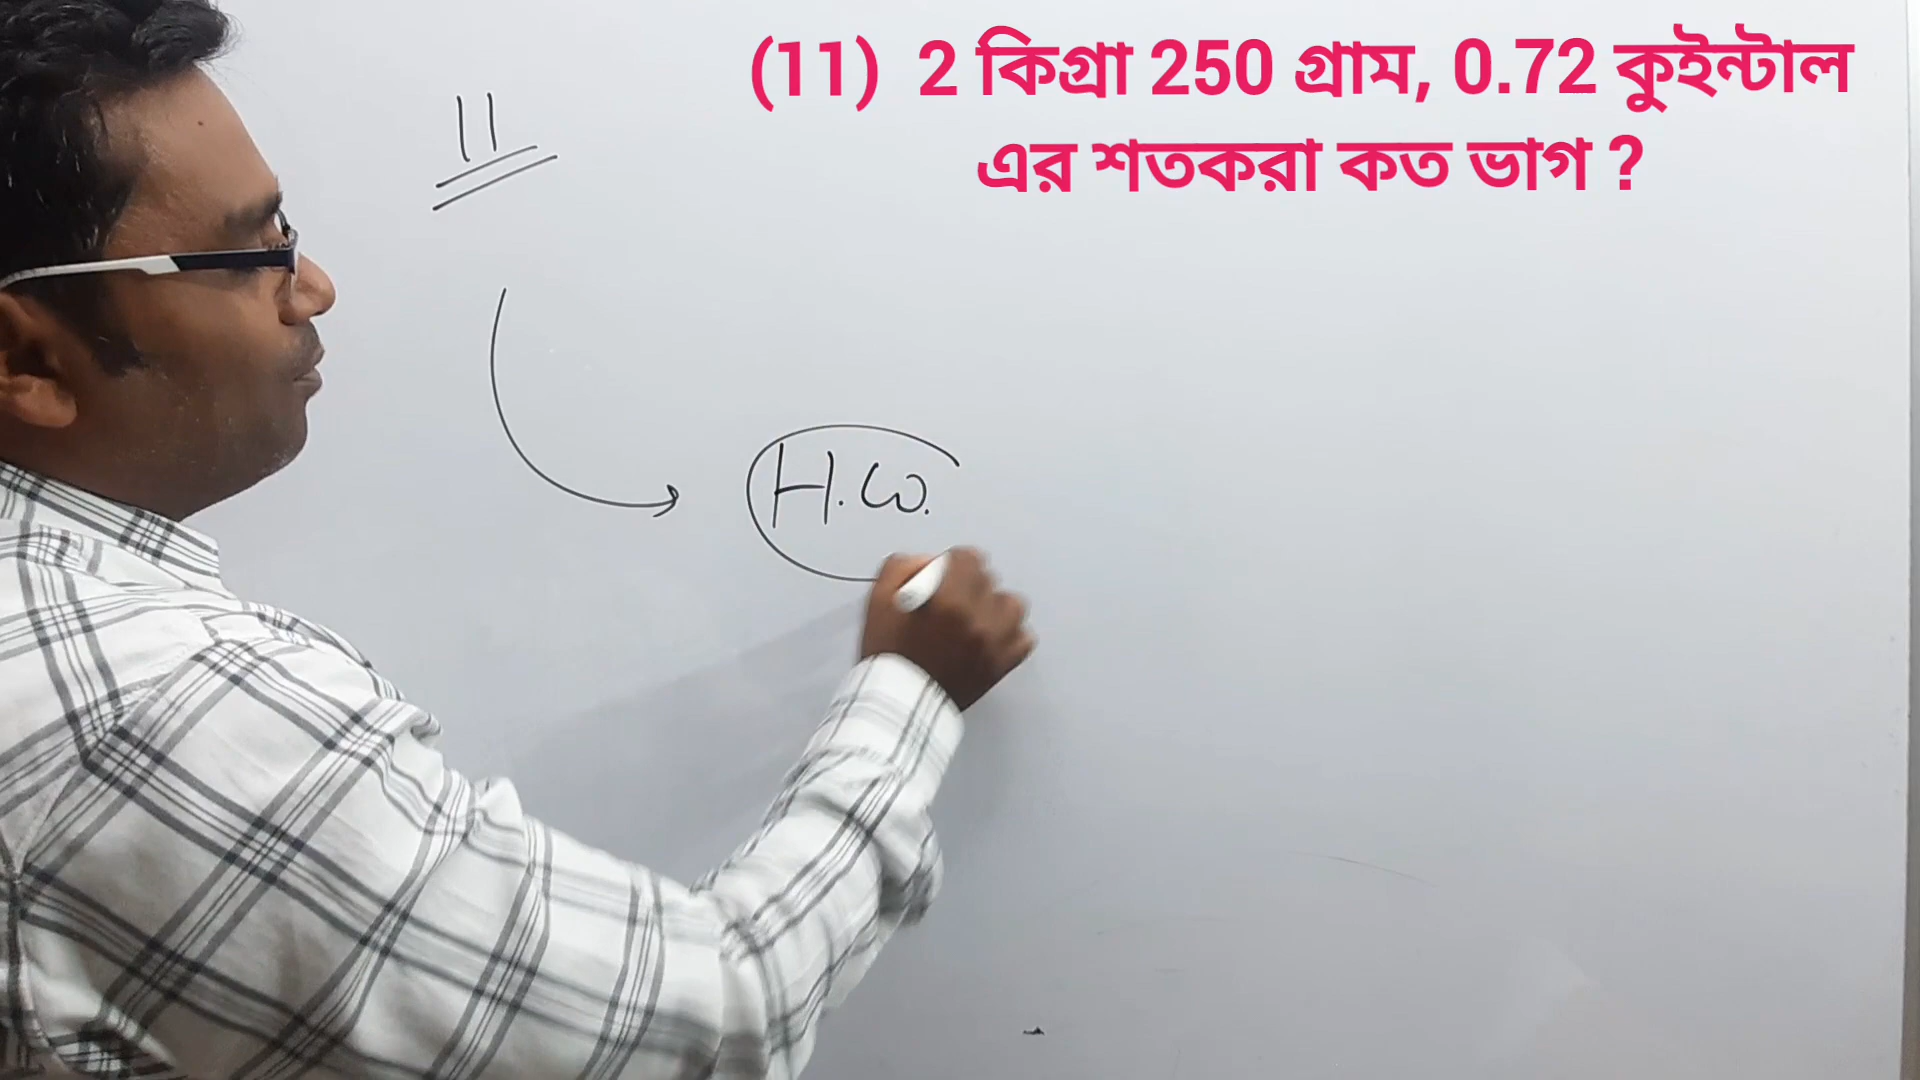 (11) 2 কিগ্রা 250 গ্রাম, 0.72 কুইন্টাল
এর শতকরা কত ভাগ ?
11
H.W.